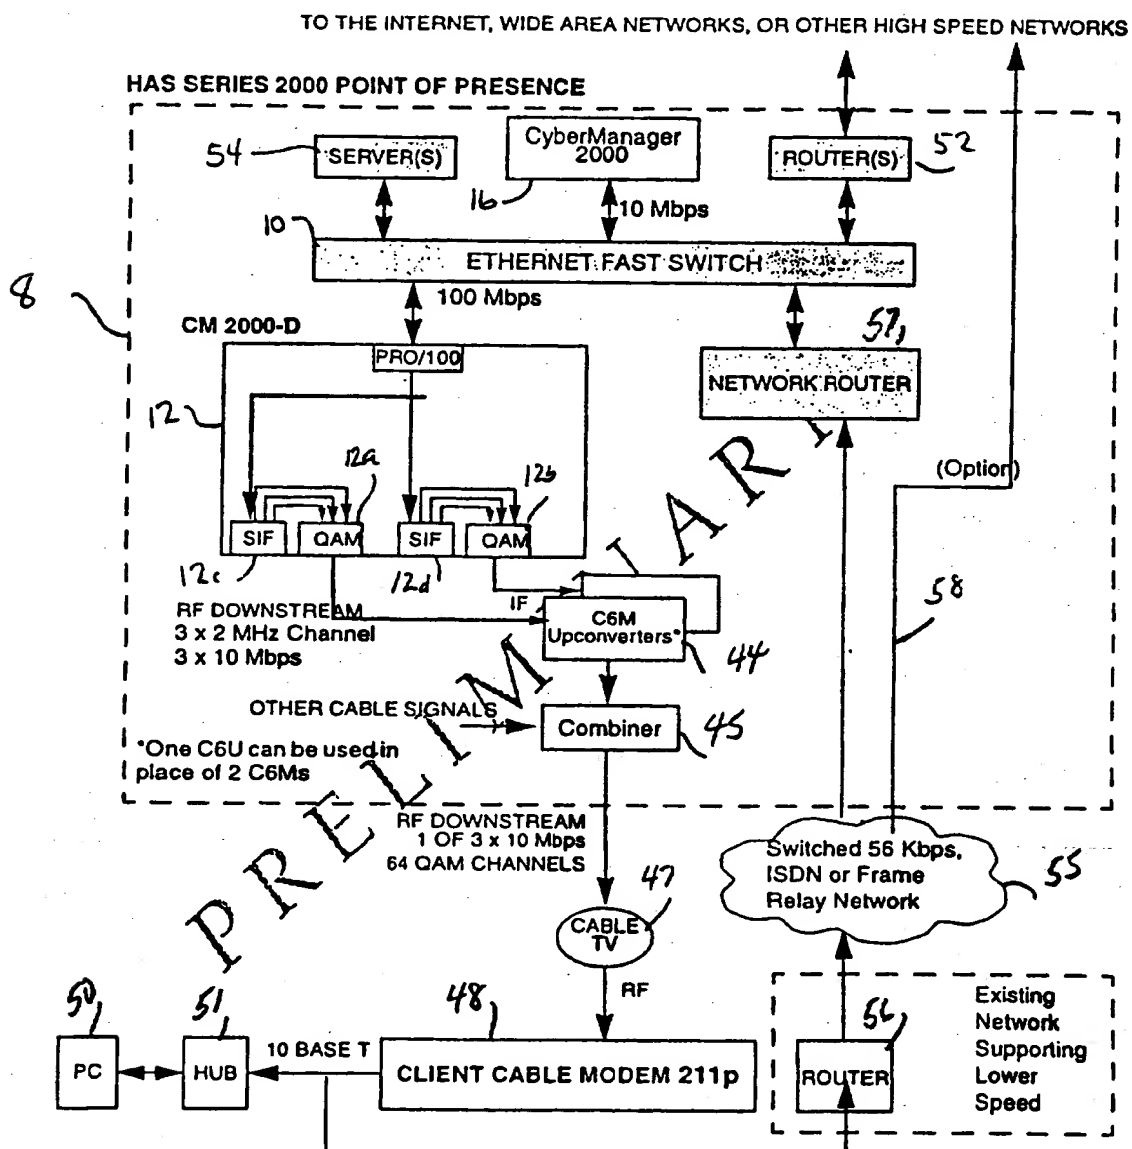 TO THE INTERNET, WIDE AREA NETWORKS, OR OTHER HIGH SPEED NETWORKS
HAS SERIES 2000 POINT OF PRESENCE
54
SERVER(S)
CyberManager
2000
16
ROUTER(S)
52
10 Mbps
10
ETHERNET FAST SWITCH
8
100 Mbps
CM 2000-D
PRO/100
57
NETWORK ROUTER
12
12a
12b
(Option)
SIF
QAM
SIF
QAM
12c
12d
IF
58
RF DOWNSTREAM
3 x 2 MHz Channel
3 x 10 Mbps
C6M
Upconverters*
44
OTHER CABLE SIGNALS
Combiner
45
*One C6U can be used in
place of 2 C6Ms
RF DOWNSTREAM
1 OF 3 x 10 Mbps
64 QAM CHANNELS
Switched 56 Kbps,
ISDN or Frame
Relay Network
55
47
CABLE
TV
RF
PRELIMINARY
50
51
48
56
Existing
Network
Supporting
Lower
Speed
PC
HUB
10 BASE T
CLIENT CABLE MODEM 211p
ROUTER